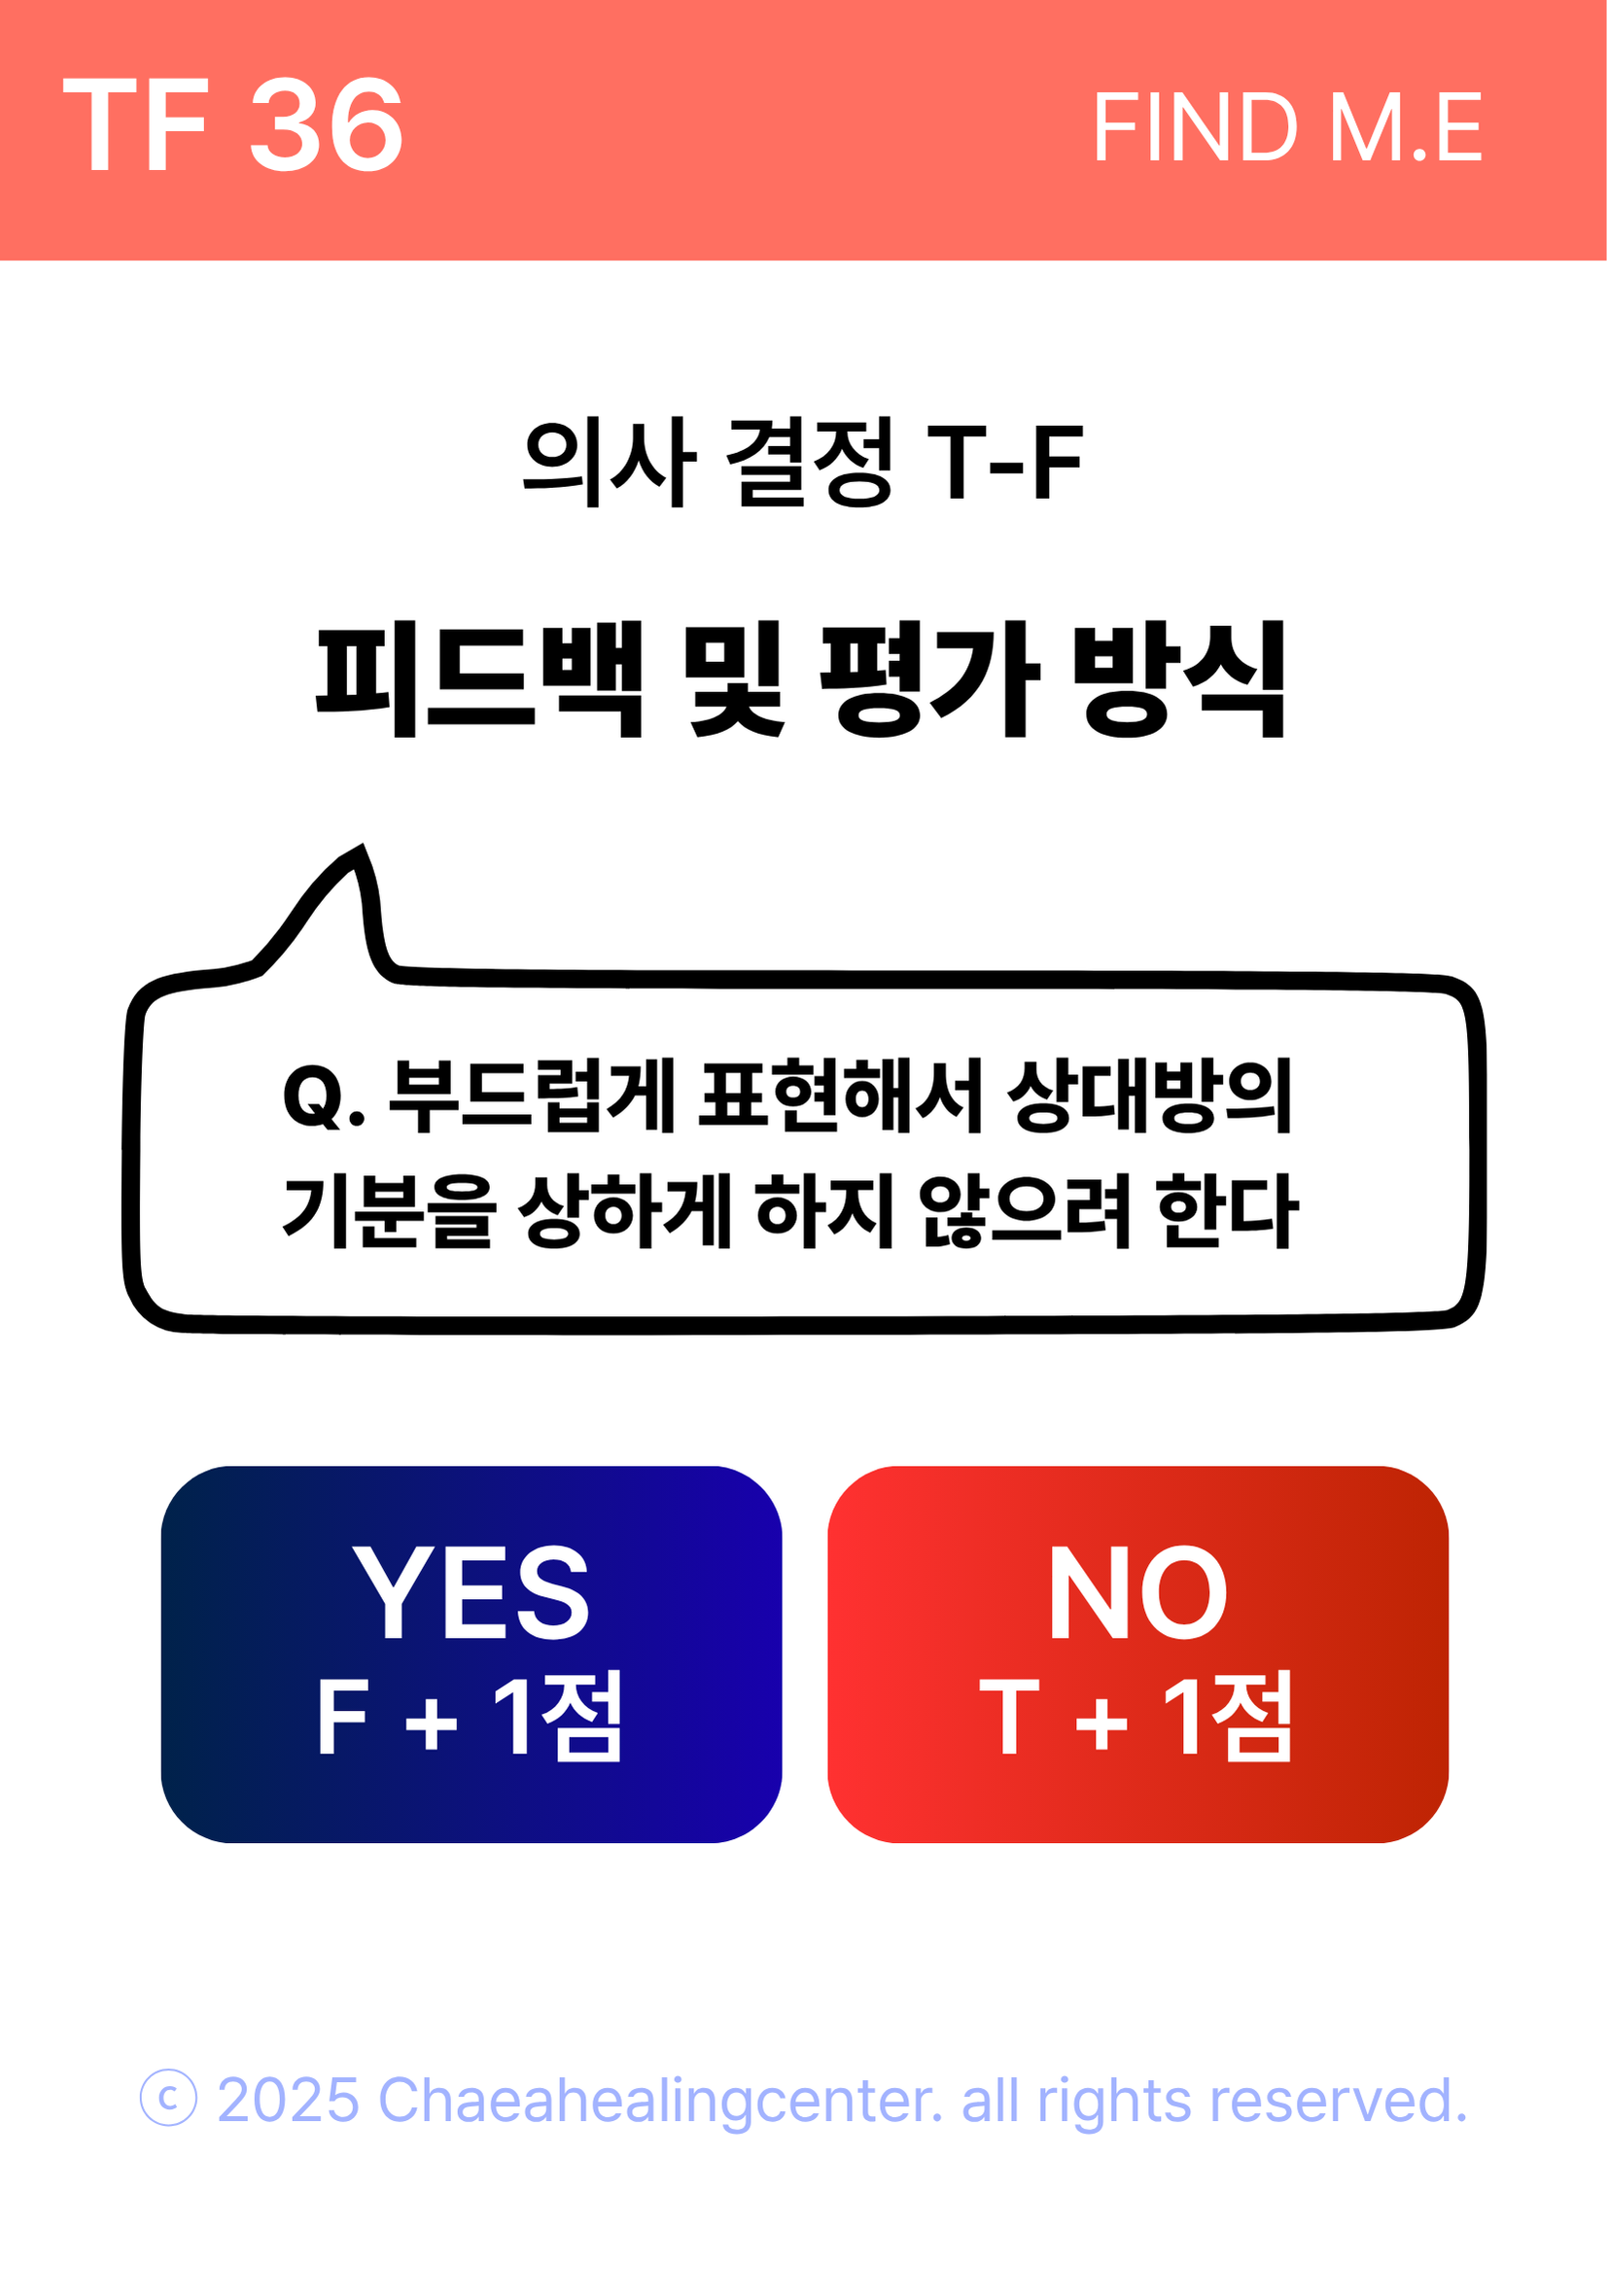 TF 36
FIND M.E
의사 결정 T-F
피드백 및 평가 방식
Q. 부드럽게 표현해서 상대방의
기분을 상하게 하지 않으려 한다
YES
F + 1점
NO
T + 1점
© 2025 Chaeahealingcenter. all rights reserved.